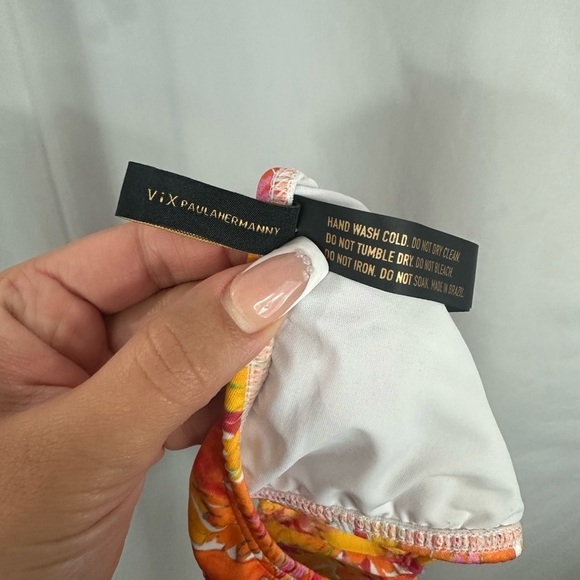 ViX PAULAHERMANNY
HAND WASH COLD. DO NOT DRY CLEAN.
DO NOT TUMBLE DRY. DO NOT BLEACH.
DO NOT IRON. DO NOT SOAK. MADE IN BRAZIL.